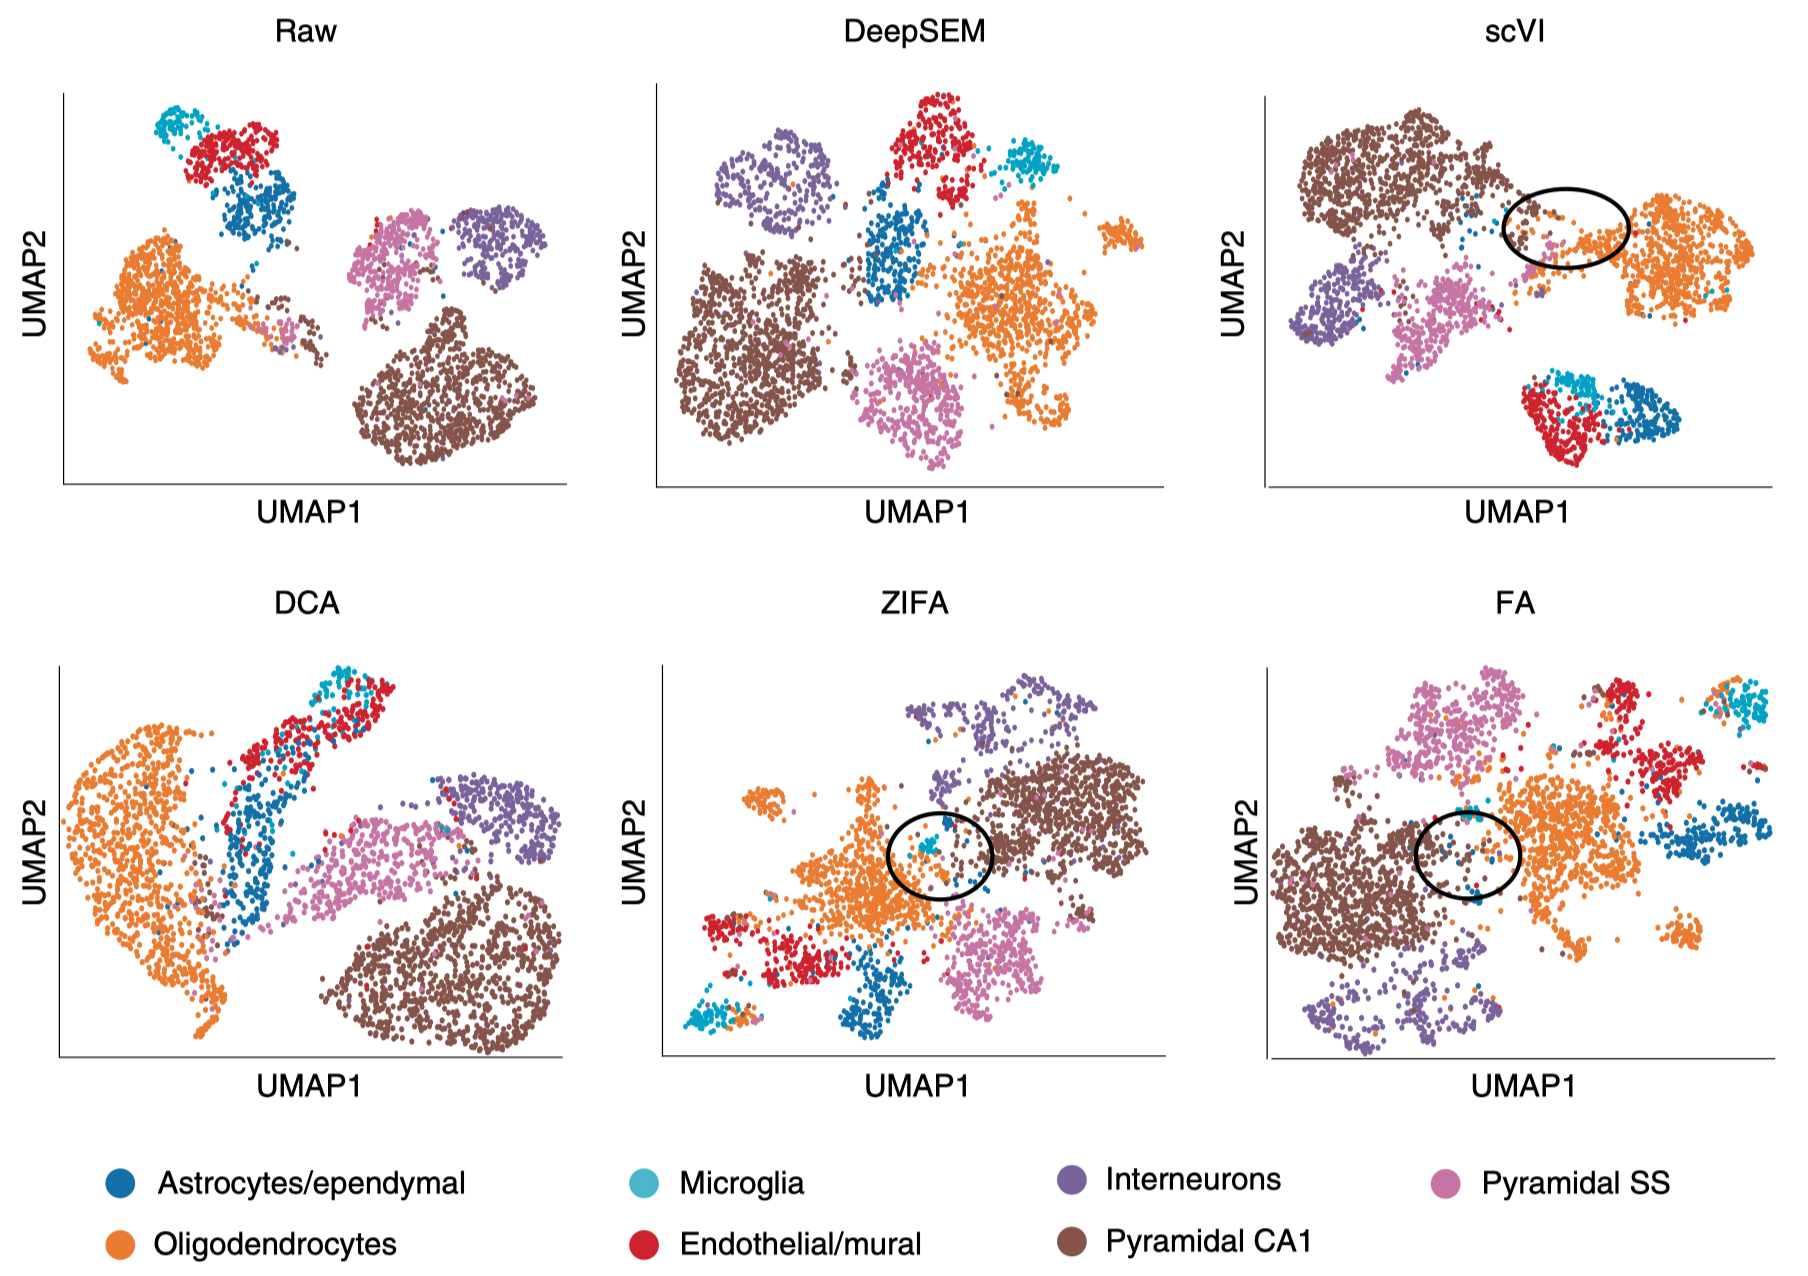 Raw
DeepSEM
scVI
UMAP2
UMAP2
UMAP2
UMAP1
UMAP1
UMAP1
DCA
ZIFA
FA
UMAP2
UMAP2
UMAP2
UMAP1
UMAP1
UMAP1
Astrocytes/ependymal
Microglia
Interneurons
Pyramidal SS
Oligodendrocytes
Endothelial/mural
Pyramidal CA1